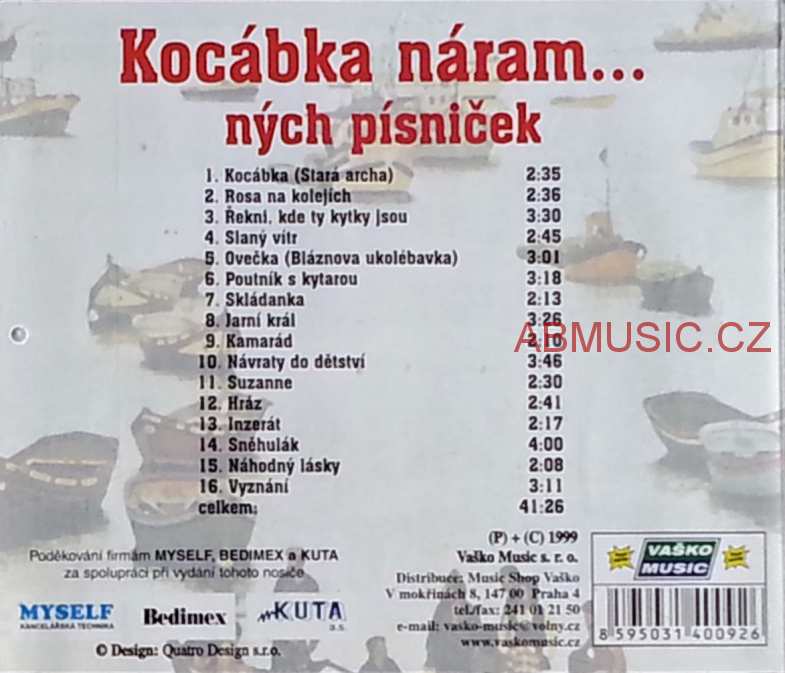 Kocábka náram...
ných písniček
1. Kocábka (Stará archa) 2:35
2. Rosa na kolejích 2:36
3. Řekni, kde ty kytky jsou 3:30
4. Slaný vítr 2:45
5. Ovečka (Bláznova ukolébavka) 3:01
6. Poutník s kytarou 3:18
7. Skládanka 2:13
8. Jarní král 3:26
9. Kamarád 2:10
ABMUSIC.CZ
10. Návraty do dětství 3:46
11. Suzanne 2:30
12. Hráz 2:41
13. Inzerát 2:17
14. Sněhulák 4:00
15. Náhodný lásky 2:08
16. Vyznání 3:11
celkem: 41:26
Poděkování firmám MYSELF, BEDIMEX a KUTA
za spolupráci při vydání tohoto nosiče
MYSELF
KANCELÁŘSKÁ TECHNIKA
Bedimex
KUTA
a.s.
© Design: Quatro Design s.r.o.
(P) + (C) 1999
Vaško Music s. r. o.
Distribuce: Music Shop Vaško
V mokřinách 8, 147 00 Praha 4
tel./fax: 241 01 21 50
e-mail: vasko-music@volny.cz
www.vaskomusic.cz
VAŠKO
MUSIC
8 595031 400926